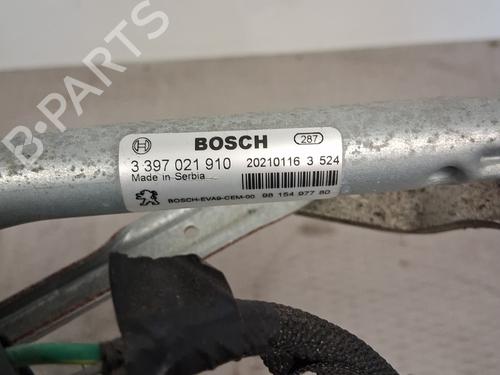 BOSCH
287
3 397 021 910
20210116 3 524
Made in Serbia
BOSCH-EVA9-CEM-00
98 154 977 80
B-PARTS